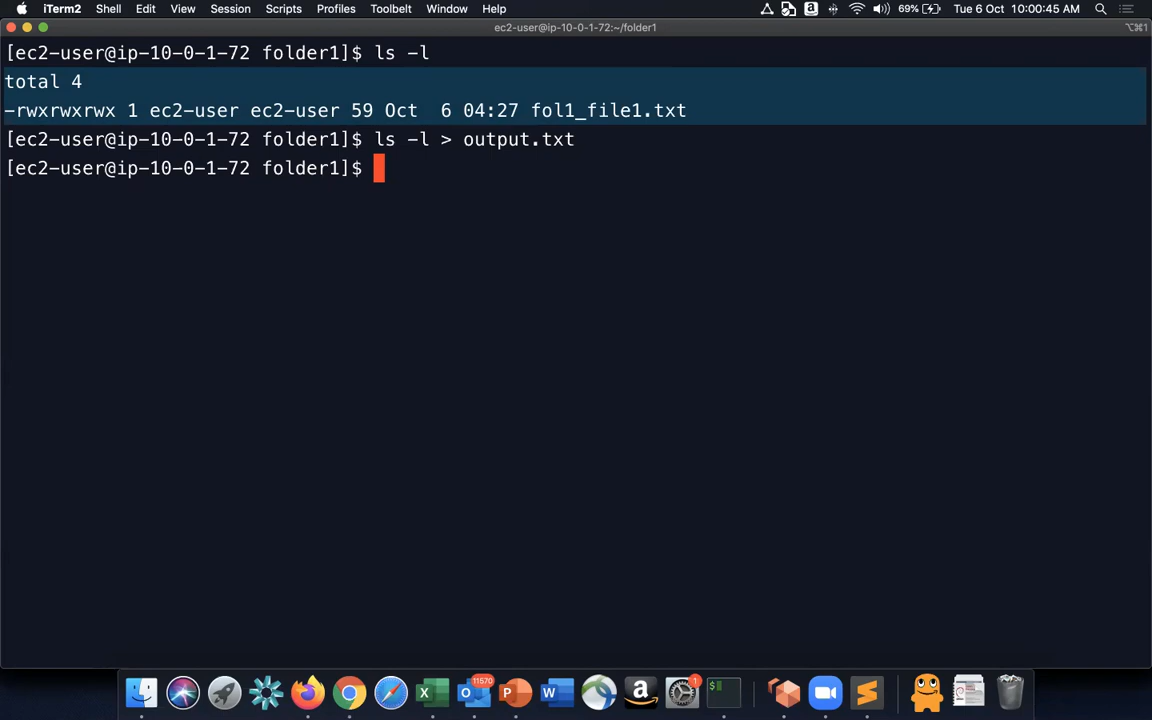 iTerm2 Shell Edit View Session Scripts Profiles Toolbelt Window Help 69% Tue 6 Oct 10:00:45 AM
ec2-user@ip-10-0-1-72:~/folder1 ⌥⌘1
[ec2-user@ip-10-0-1-72 folder1]$ ls -l
total 4
-rwxrwxrwx 1 ec2-user ec2-user 59 Oct  6 04:27 fol1_file1.txt
[ec2-user@ip-10-0-1-72 folder1]$ ls -l > output.txt
[ec2-user@ip-10-0-1-72 folder1]$
11570 1